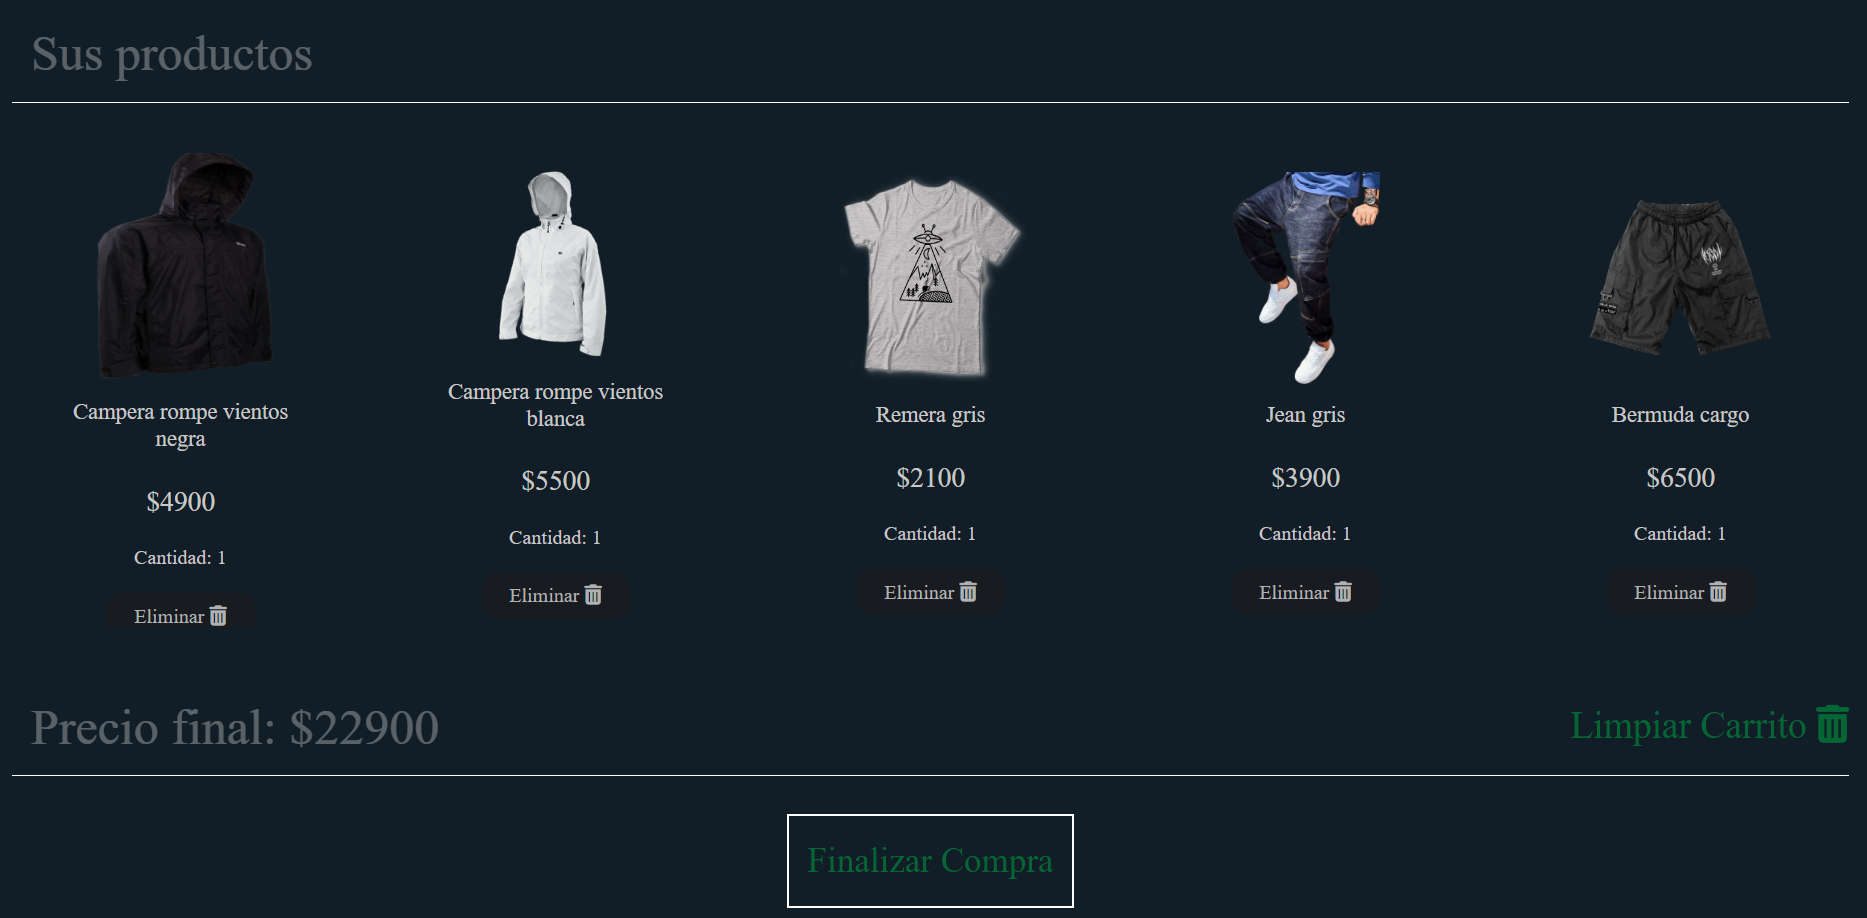 Sus productos
Campera rompe vientos
negra
$4900
Cantidad: 1
Eliminar
Campera rompe vientos
blanca
$5500
Cantidad: 1
Eliminar
Remera gris
$2100
Cantidad: 1
Eliminar
Jean gris
$3900
Cantidad: 1
Eliminar
Bermuda cargo
$6500
Cantidad: 1
Eliminar
Precio final: $22900
Limpiar Carrito
Finalizar Compra